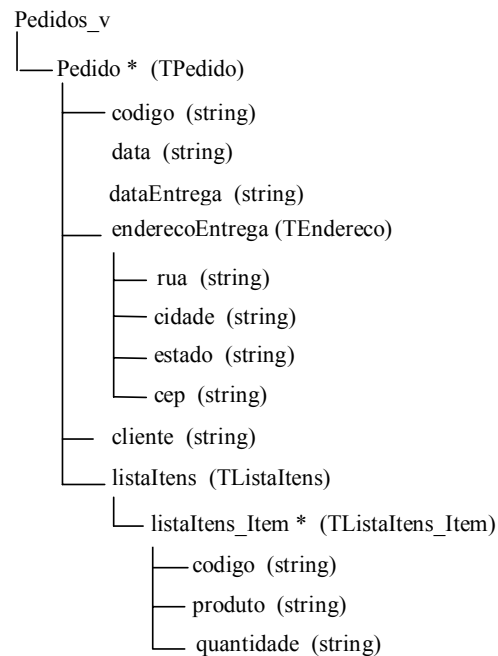 Pedidos_v
Pedido * (TPedido)
codigo (string)
data (string)
dataEntrega (string)
enderecoEntrega (TEndereco)
rua (string)
cidade (string)
estado (string)
cep (string)
cliente (string)
listaItens (TListaItens)
listaItens_Item * (TListaItens_Item)
codigo (string)
produto (string)
quantidade (string)